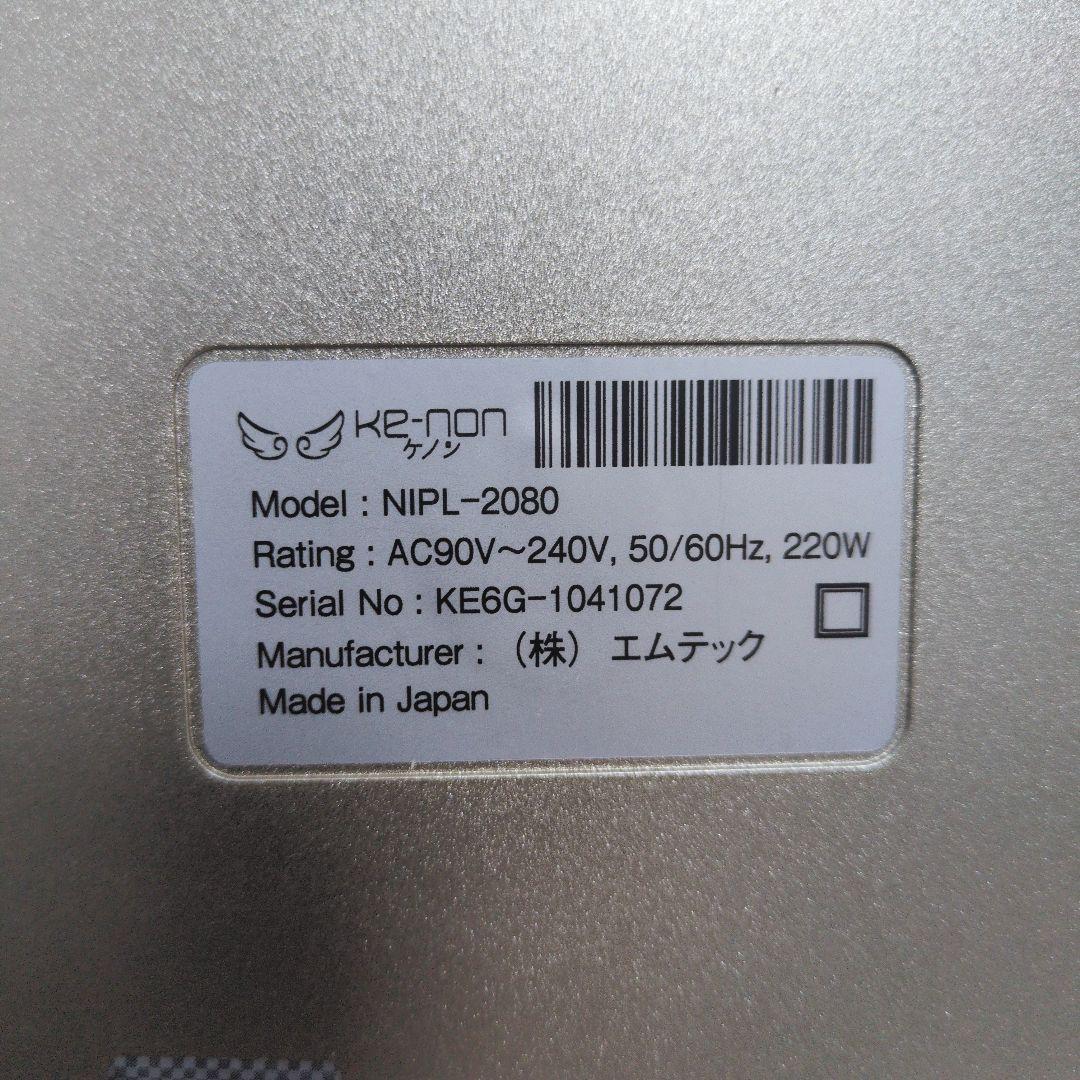 ke-non
ケノン
Model : NIPL-2080
Rating : AC90V～240V, 50/60Hz, 220W
Serial No : KE6G-1041072
Manufacturer : （株） エムテック
Made in Japan